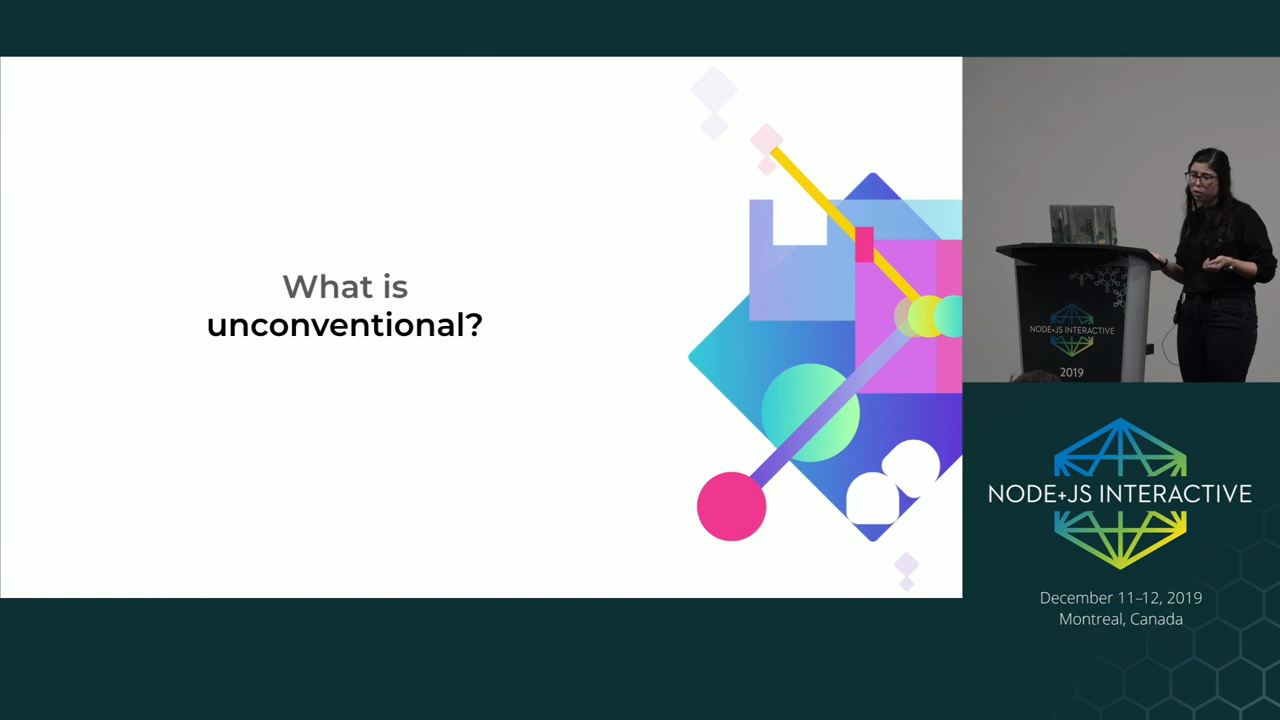 What is
unconventional?
NODE+JS INTERACTIVE
2019
NODE+JS INTERACTIVE
December 11–12, 2019
Montreal, Canada